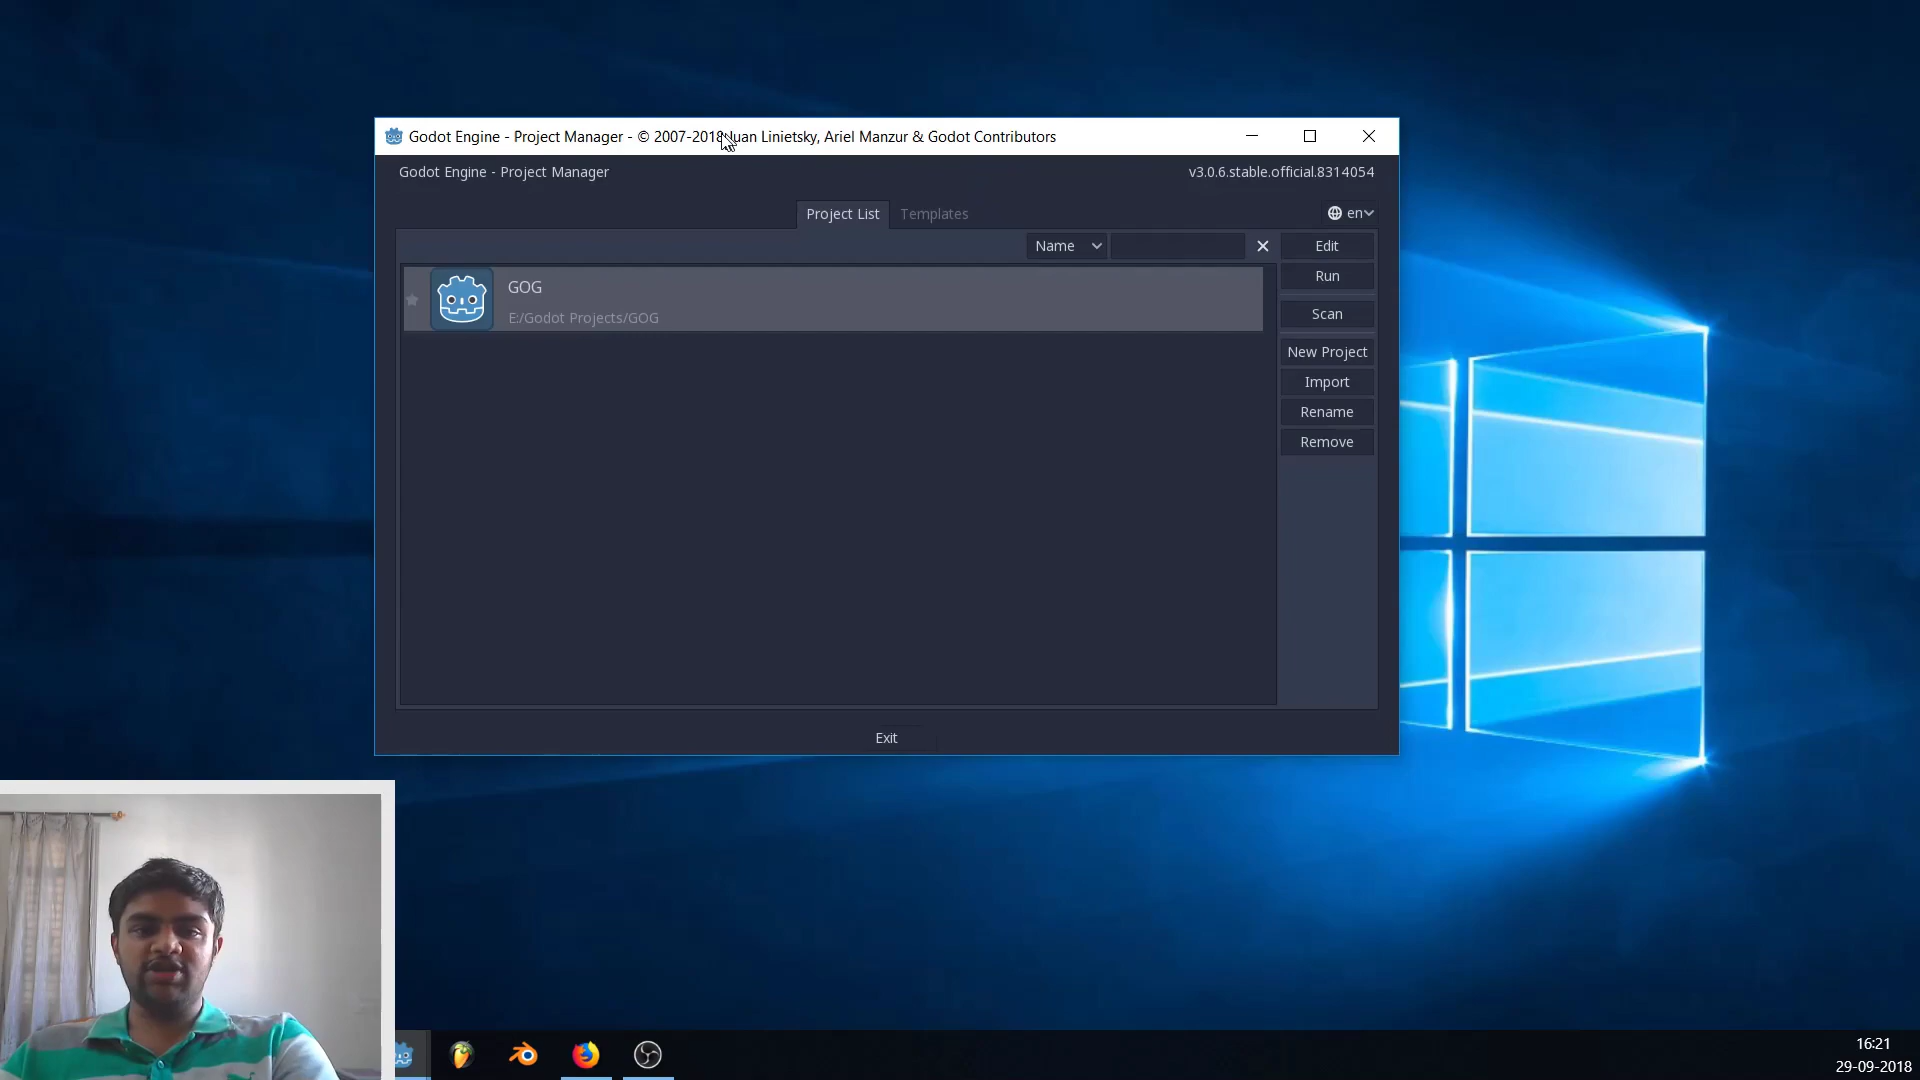 Godot Engine - Project Manager - © 2007-2018 Juan Linietsky, Ariel Manzur & Godot Contributors
Godot Engine - Project Manager
v3.0.6.stable.official.8314054
Project List
Templates
en
Name
Edit
GOG
E:/Godot Projects/GOG
Run
Scan
New Project
Import
Rename
Remove
Exit
16:21
29-09-2018